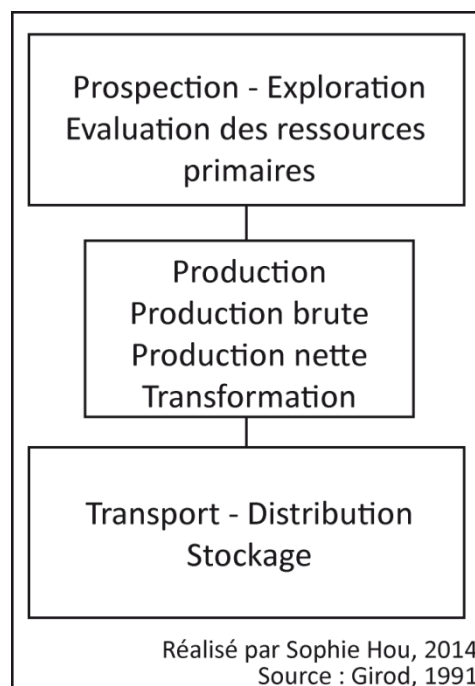 Prospection - Exploration
Evaluation des ressources
primaires
Production
Production brute
Production nette
Transformation
Transport - Distribution
Stockage
Réalisé par Sophie Hou, 2014
Source : Girod, 1991